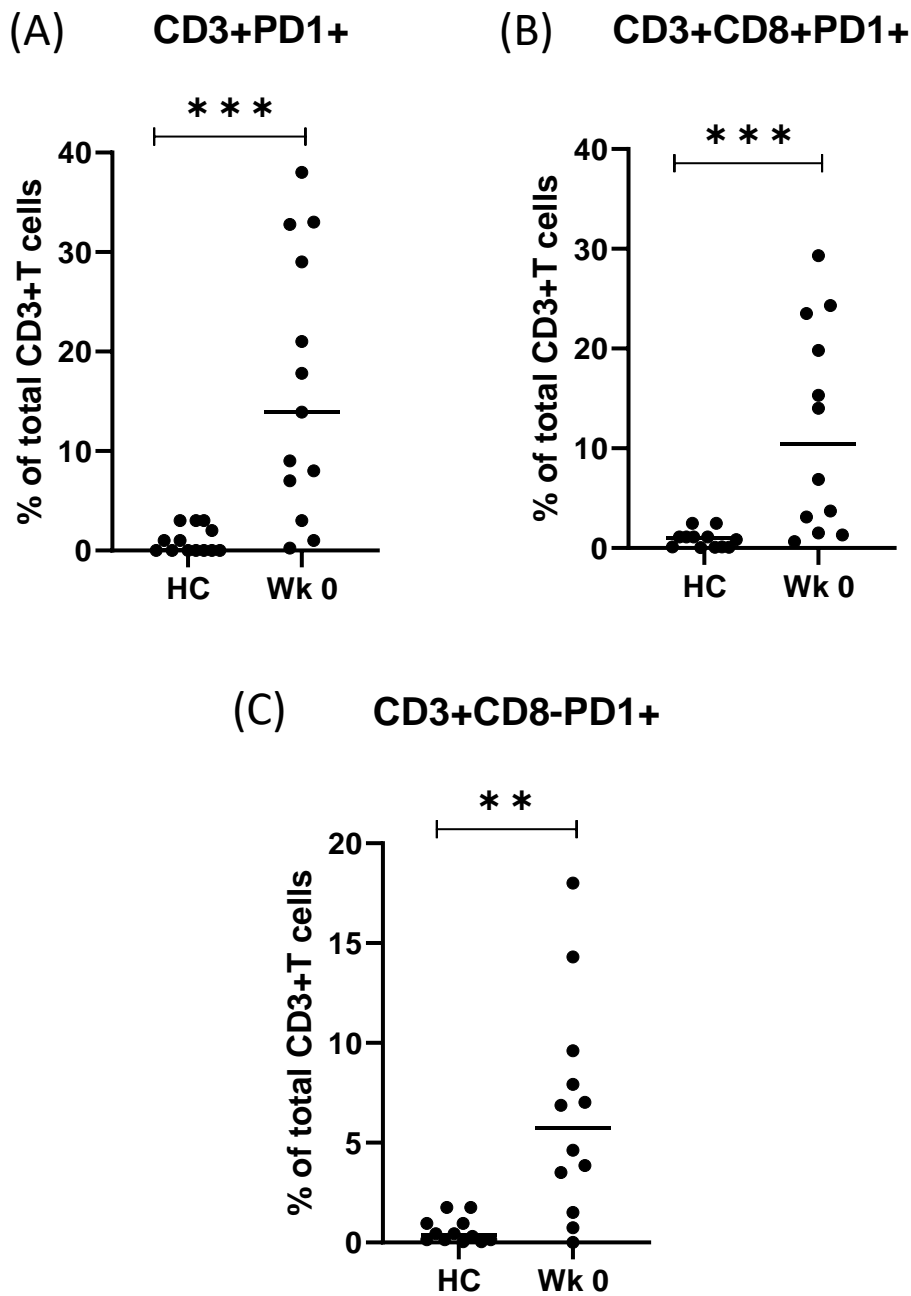 (A) CD3+PD1+
***
% of total CD3+T cells
40
30
20
10
0
HC Wk 0
(B) CD3+CD8+PD1+
***
% of total CD3+T cells
40
30
20
10
0
HC Wk 0
(C) CD3+CD8-PD1+
**
% of total CD3+T cells
20
15
10
5
0
HC Wk 0